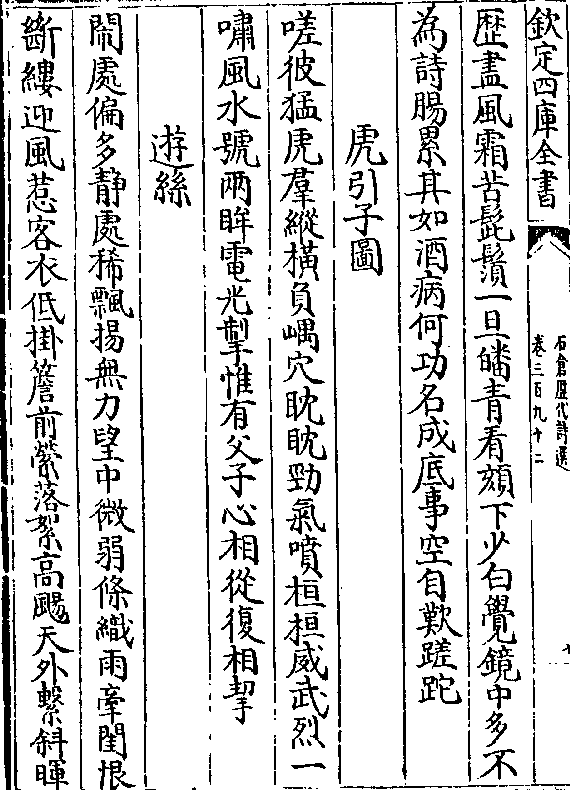 欽定四庫全書
石倉歷代詩選
卷三百九十二
歴盡風霜苦髭鬚一旦皤青看頦下少白覺鏡中多不
為詩腸累其如酒病何功名成底事空自歎蹉跎
虎引子圖
嗟彼猛虎羣縱横負嵎穴眈眈勁氣噴桓桓威武烈一
嘯風水號兩眸電光掣惟有父子心相從復相挈
遊絲
鬧處偏多静處稀飄揚無力望中微弱條織雨牽閨恨
斷縷迎風惹客衣低掛簷前縈落絮高颺天外繫斜暉